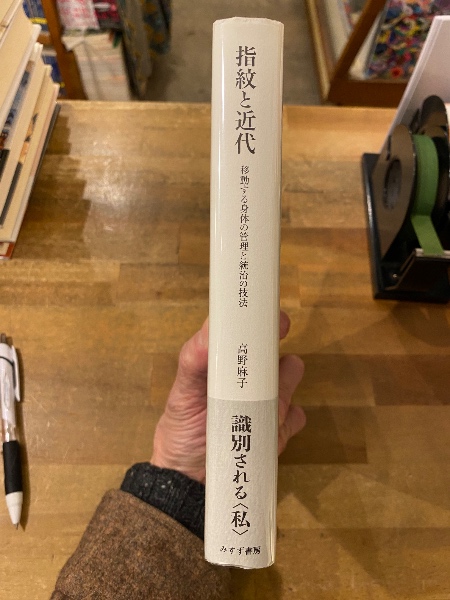 指紋と近代
移動する身体の管理と統治の技法
高野麻子
識別される〈私〉
みすず書房